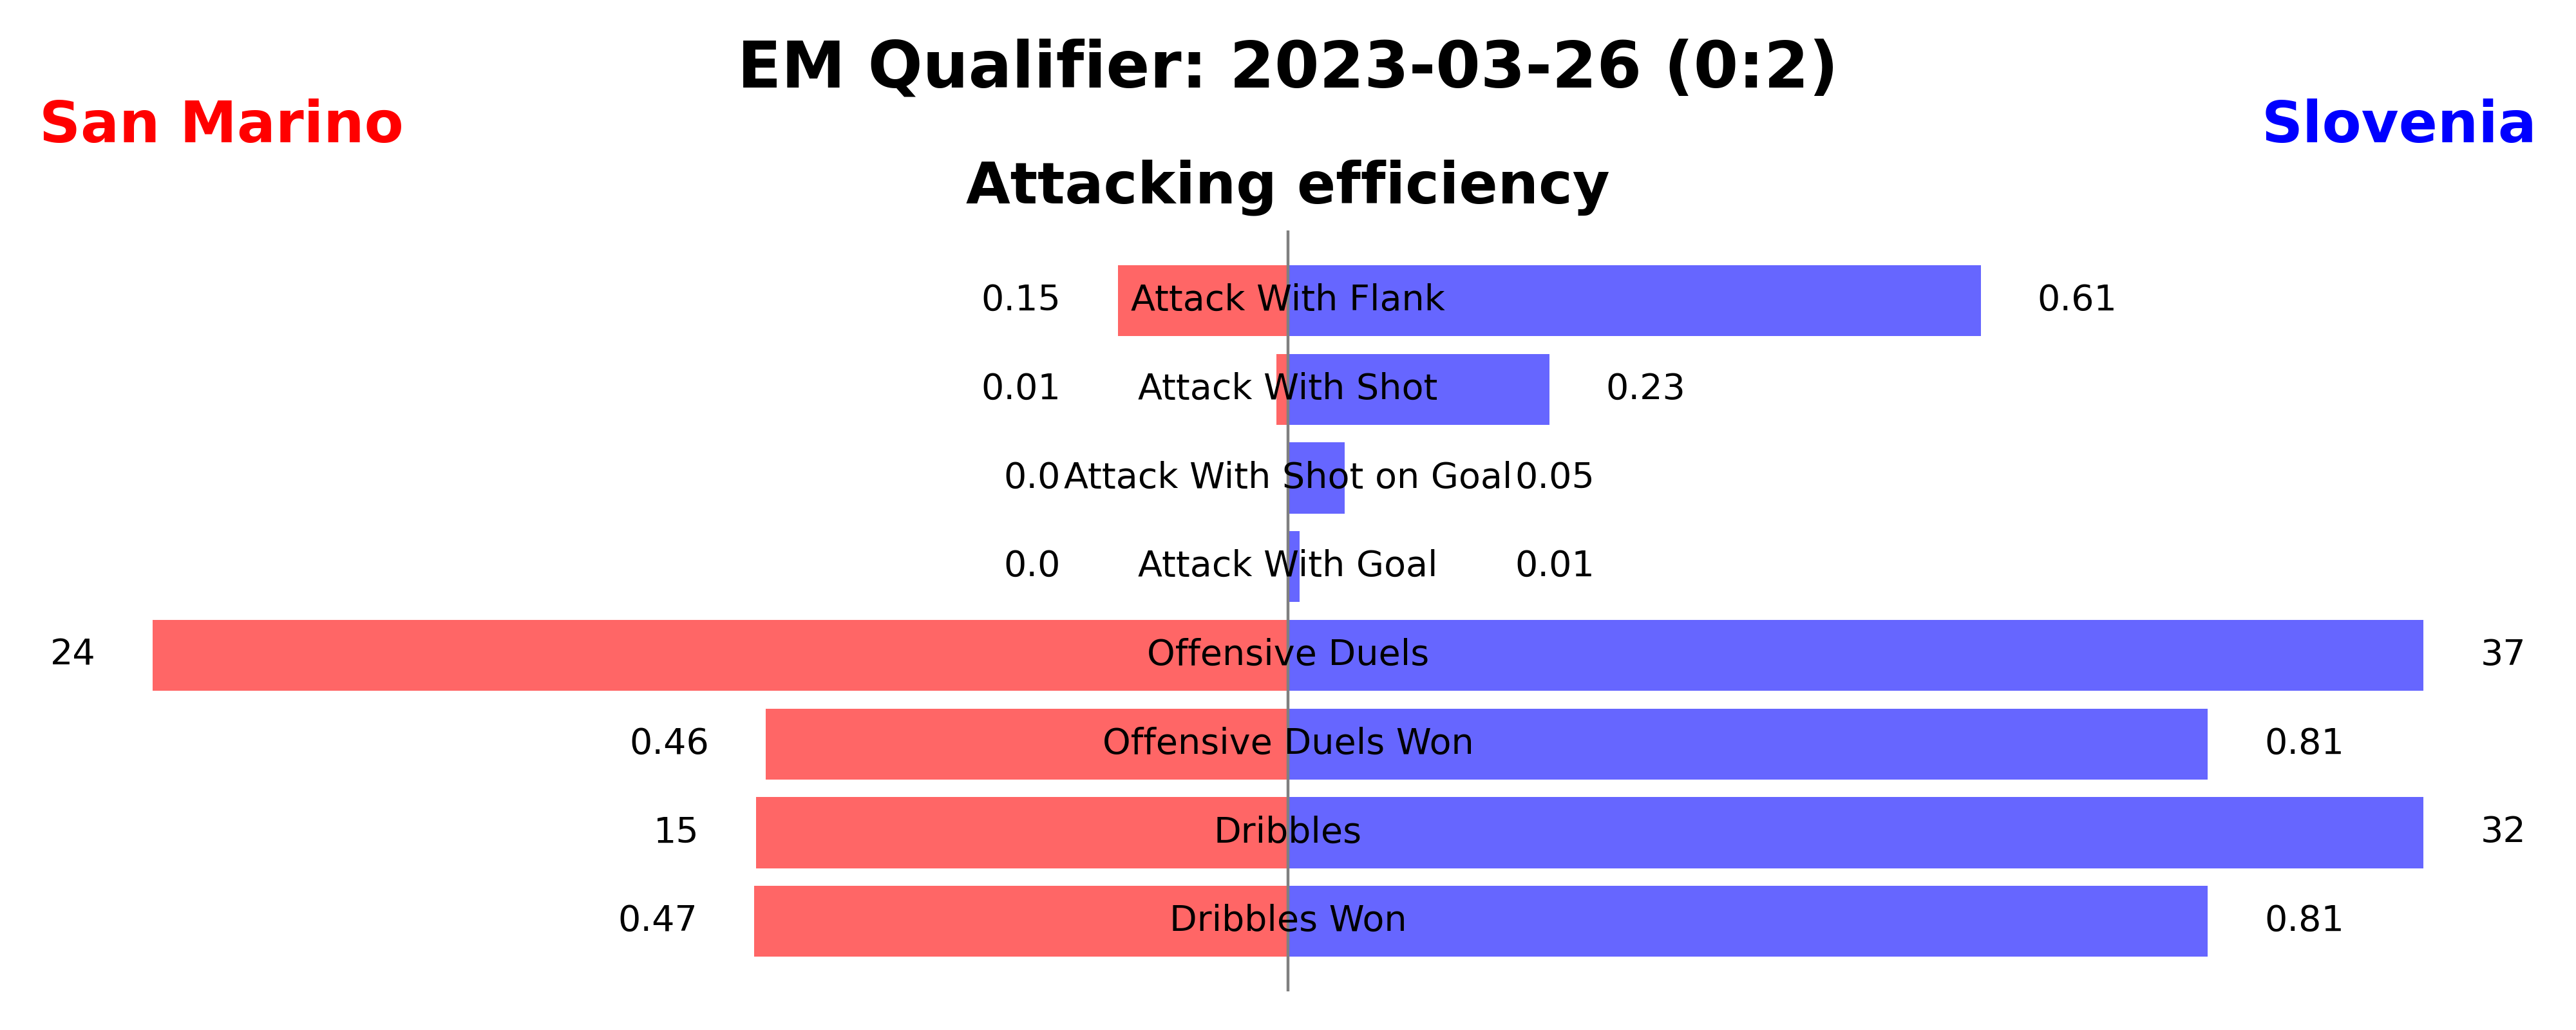 EM Qualifier: 2023-03-26 (0:2)
San Marino
Slovenia
Attacking efficiency
0.15 Attack With Flank 0.61
0.01 Attack With Shot 0.23
0.0 Attack With Shot on Goal 0.05
0.0 Attack With Goal 0.01
24 Offensive Duels 37
0.46 Offensive Duels Won 0.81
15 Dribbles 32
0.47 Dribbles Won 0.81